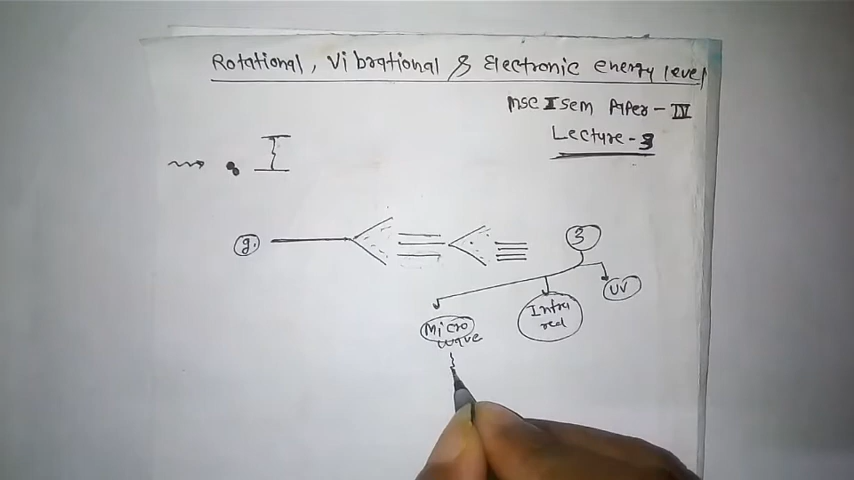 Rotational, Vibrational & Electronic energy level
MSC I sem Paper - IV
Lecture - 3
g.
3
UV
Infra
red
Micro
wave